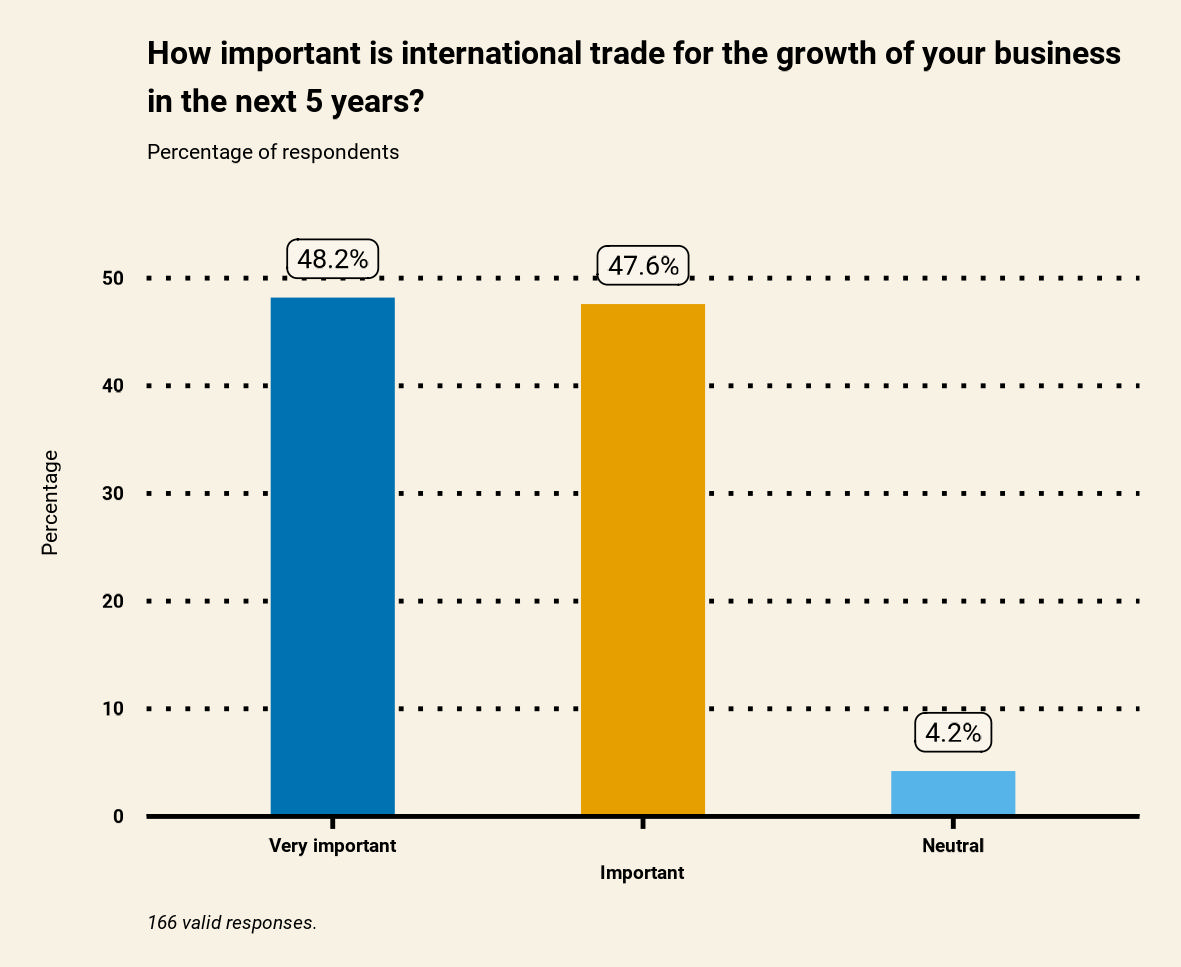 How important is international trade for the growth of your business
in the next 5 years?
Percentage of respondents
48.2%
47.6%
50
40
Percentage
30
20
10
4.2%
0
Very important
Neutral
Important
166 valid responses.